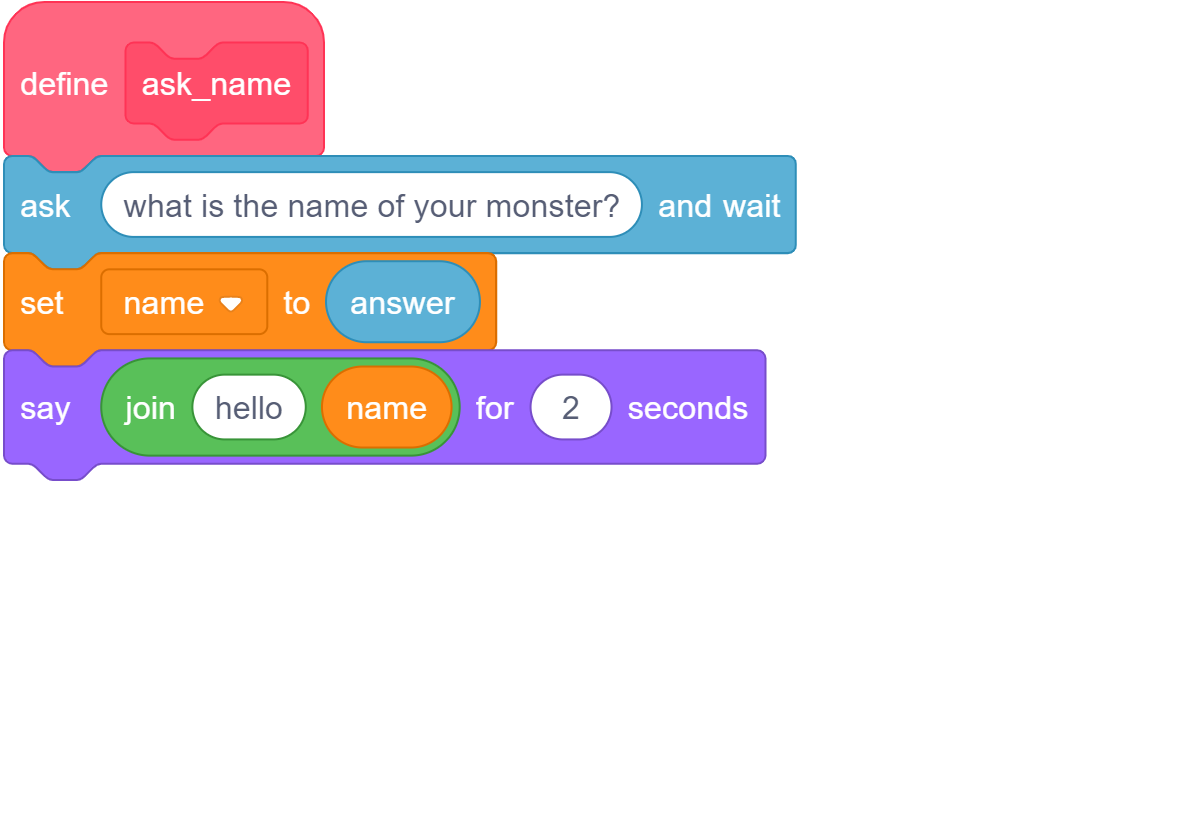 define ask_name
ask what is the name of your monster? and wait
set name to answer
say join hello name for 2 seconds